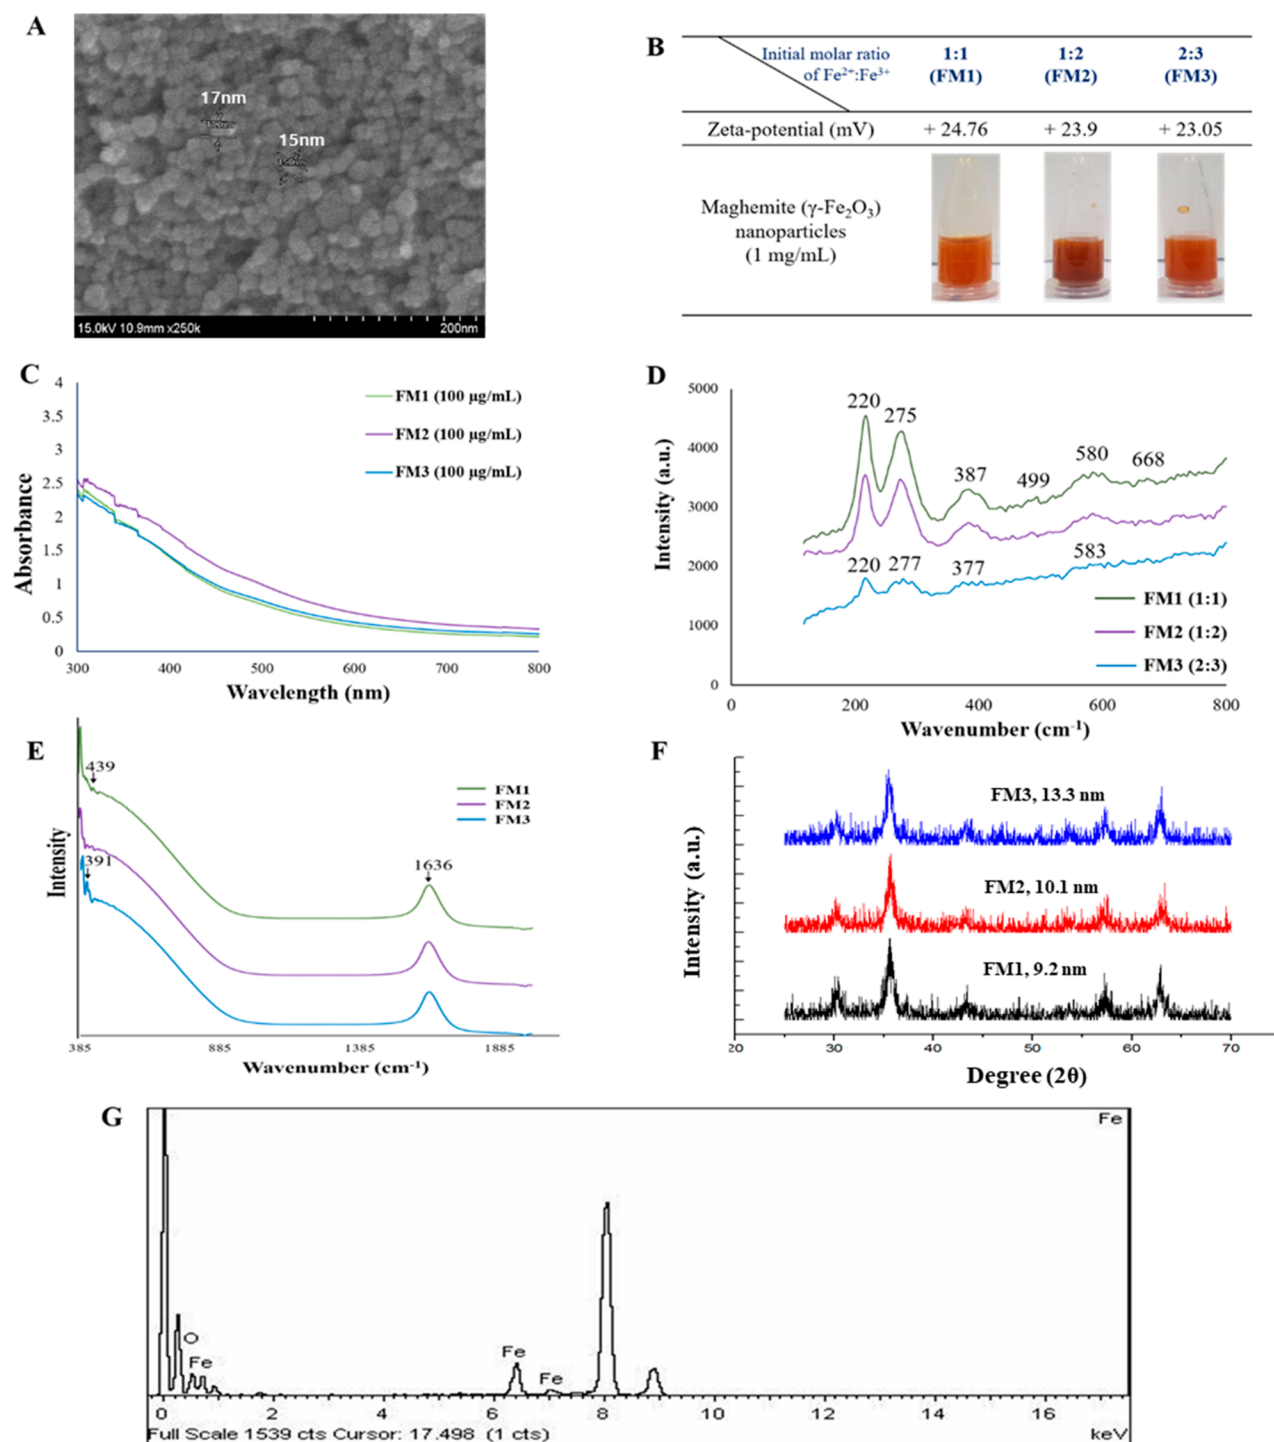 A
17nm
15nm
15.0kV 10.9mm x250k 200nm
B
Initial molar ratio
of Fe²⁺:Fe³⁺
1:1
(FM1)
1:2
(FM2)
2:3
(FM3)
Zeta-potential (mV) + 24.76 + 23.9 + 23.05
Maghemite (γ-Fe₂O₃)
nanoparticles
(1 mg/mL)
C
4
3.5
3
2.5
2
1.5
1
0.5
0
300 400 500 600 700 800
Absorbance
Wavelength (nm)
FM1 (100 µg/mL)
FM2 (100 µg/mL)
FM3 (100 µg/mL)
D
5000
4000
3000
2000
1000
0
0 200 400 600 800
Intensity (a.u.)
Wavenumber (cm⁻¹)
220 275 387 499 580 668
220 277 377 583
FM1 (1:1)
FM2 (1:2)
FM3 (2:3)
E
439
391
1636
FM1
FM2
FM3
Intensity
385 885 1385 1885
Wavenumber (cm⁻¹)
F
FM3, 13.3 nm
FM2, 10.1 nm
FM1, 9.2 nm
Intensity (a.u.)
20 30 40 50 60 70
Degree (2θ)
G
Fe
O
Fe
Fe
Fe
0 2 4 6 8 10 12 14 16
Full Scale 1539 cts Cursor: 17.498 (1 cts) keV